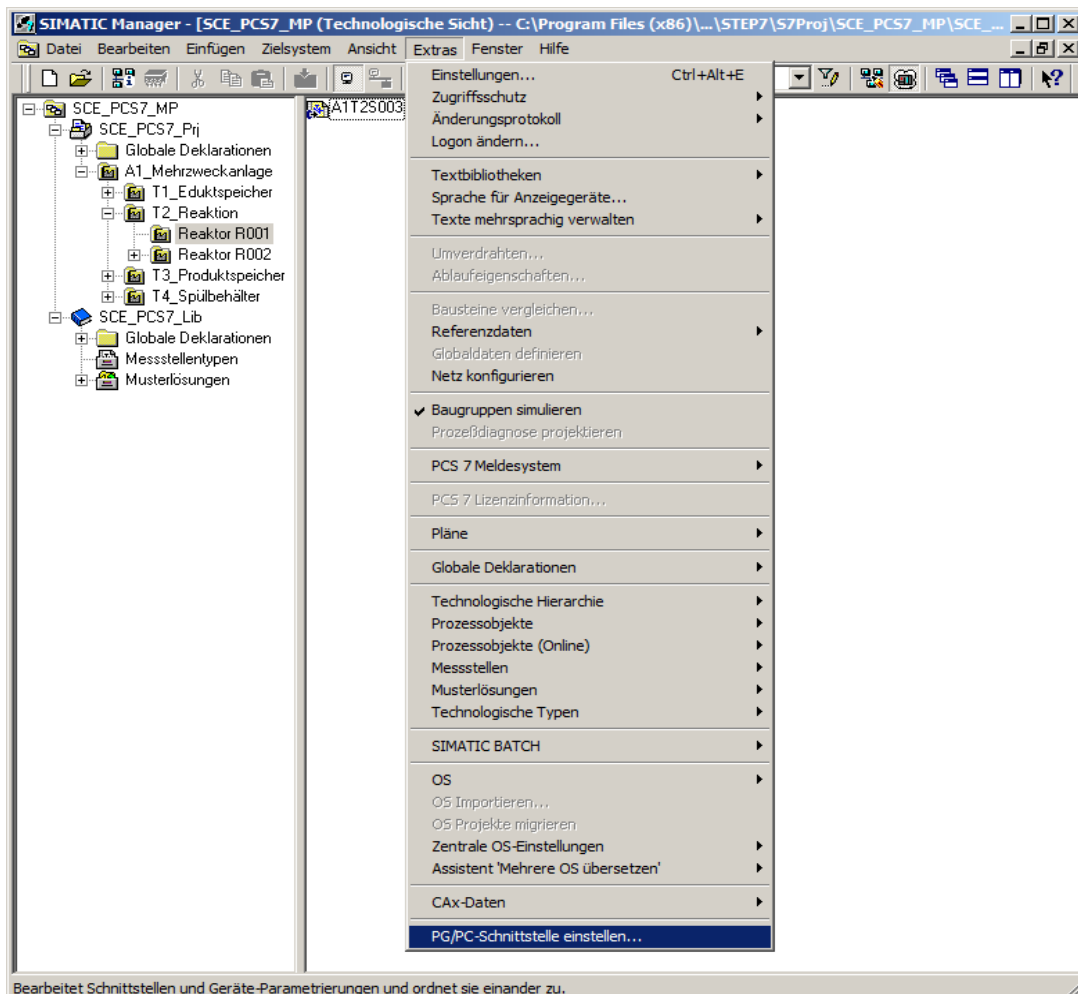 SIMATIC Manager - [SCE_PCS7_MP (Technologische Sicht) -- C:\Program Files (x86)\...\STEP7\S7Proj\SCE_PCS7_MP\SCE_...
Datei Bearbeiten Einfügen Zielsystem Ansicht Extras Fenster Hilfe
SCE_PCS7_MP
SCE_PCS7_Prj
Globale Deklarationen
A1_Mehrzweckanlage
T1_Eduktspeicher
T2_Reaktion
Reaktor R001
Reaktor R002
T3_Produktspeicher
T4_Spülbehälter
SCE_PCS7_Lib
Globale Deklarationen
Messstellentypen
Musterlösungen
A1T2S003
Einstellungen... Ctrl+Alt+E
Zugriffsschutz
Änderungsprotokoll
Logon ändern...
Textbibliotheken
Sprache für Anzeigegeräte...
Texte mehrsprachig verwalten
Umverdrahten...
Ablaufeigenschaften...
Bausteine vergleichen...
Referenzdaten
Globaldaten definieren
Netz konfigurieren
Baugruppen simulieren
Prozeßdiagnose projektieren
PCS 7 Meldesystem
PCS 7 Lizenzinformation...
Pläne
Globale Deklarationen
Technologische Hierarchie
Prozessobjekte
Prozessobjekte (Online)
Messstellen
Musterlösungen
Technologische Typen
SIMATIC BATCH
OS
OS Importieren...
OS Projekte migrieren
Zentrale OS-Einstellungen
Assistent 'Mehrere OS übersetzen'
CAx-Daten
PG/PC-Schnittstelle einstellen...
Bearbeitet Schnittstellen und Geräte-Parametrierungen und ordnet sie einander zu.